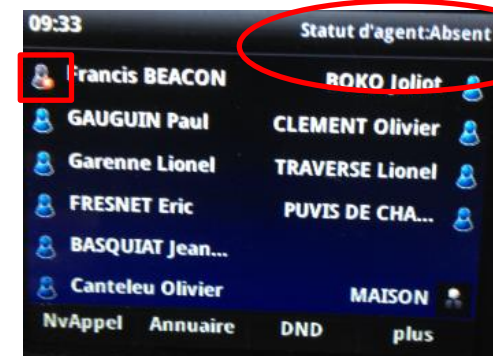 09:33 Statut d'agent:Absent
Francis BEACON BOKO Joliot
GAUGUIN Paul CLEMENT Olivier
Garenne Lionel TRAVERSE Lionel
FRESNET Eric PUVIS DE CHA...
BASQUIAT Jean...
Canteleu Olivier MAISON
NvAppel Annuaire DND plus